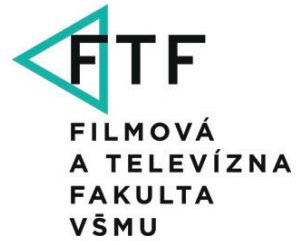 FTF
FILMOVÁ
A TELEVÍZNA
FAKULTA
VŠMU